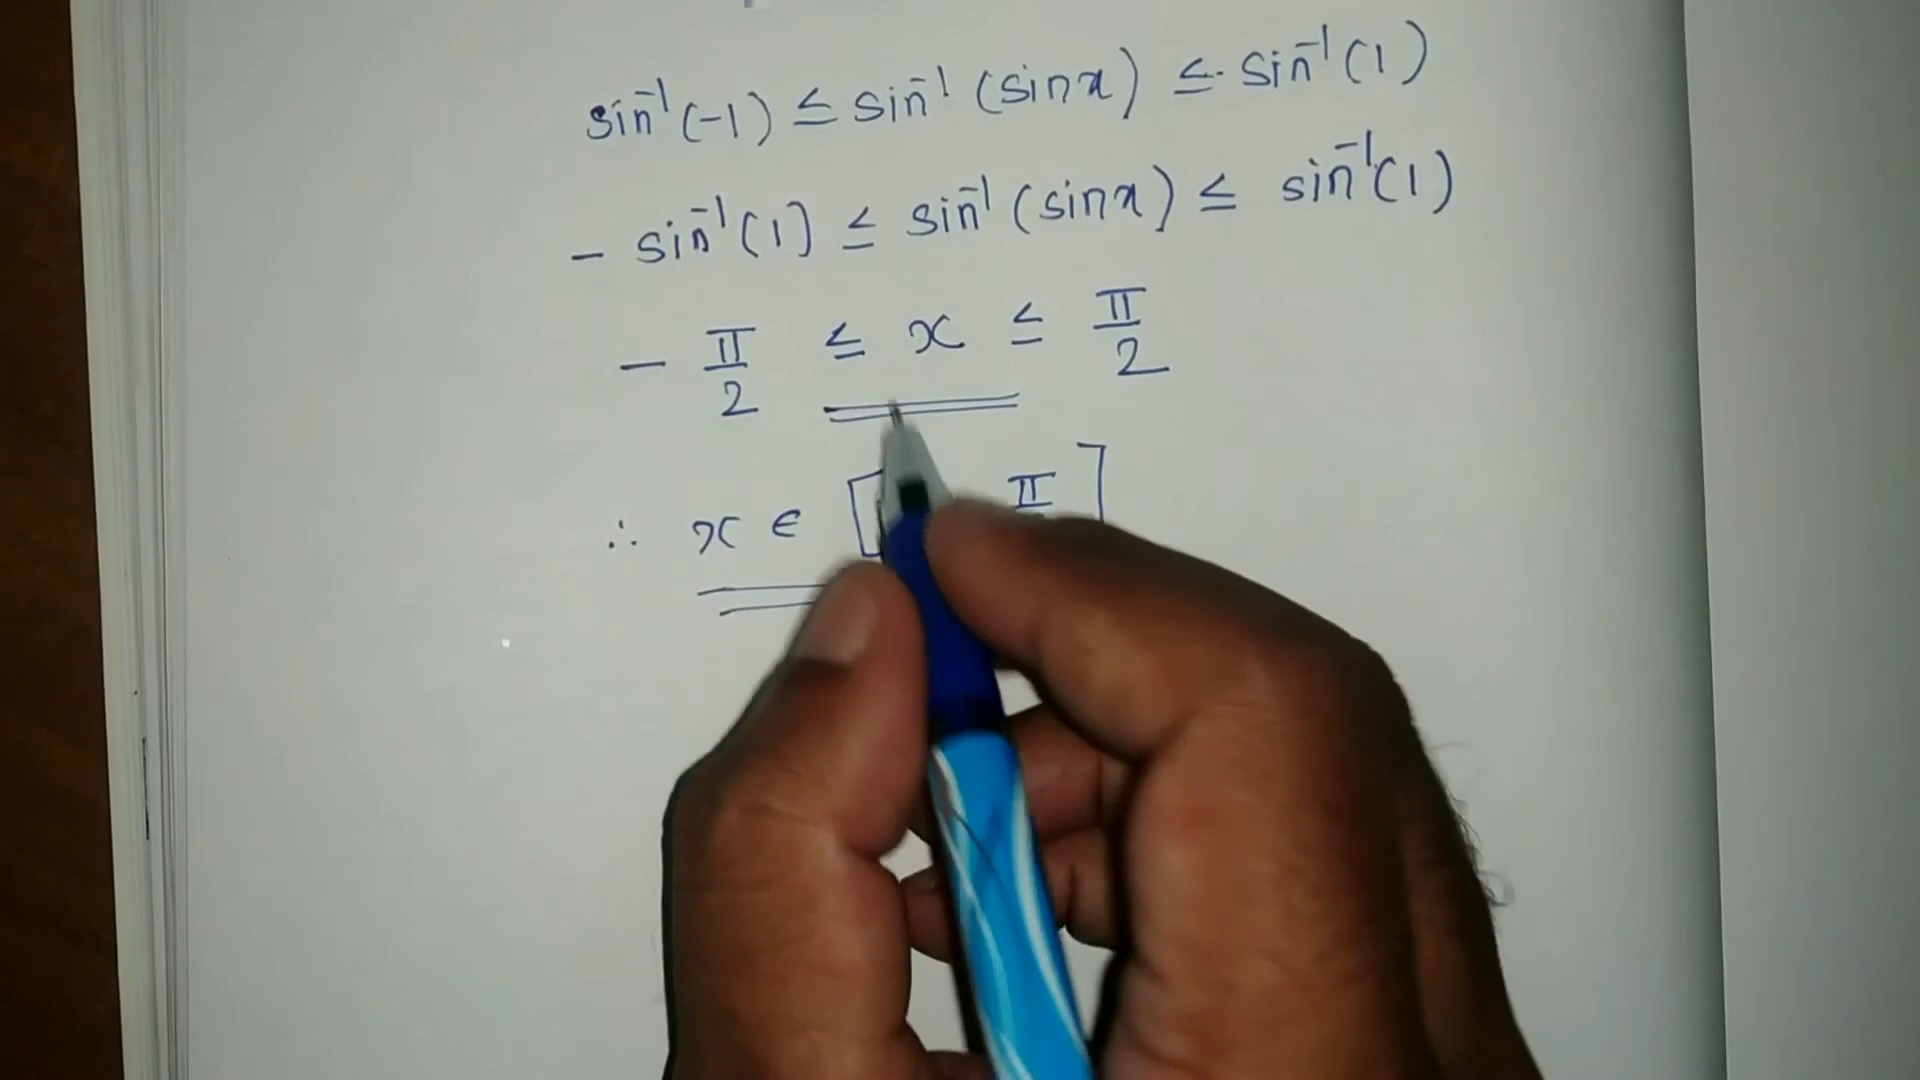 sin⁻¹(-1) ≤ sin⁻¹(sinx) ≤ sin⁻¹(1)
- sin⁻¹(1) ≤ sin⁻¹(sinx) ≤ sin⁻¹(1)
- π/2 ≤ x ≤ π/2
∴ x ∈ [ π ]